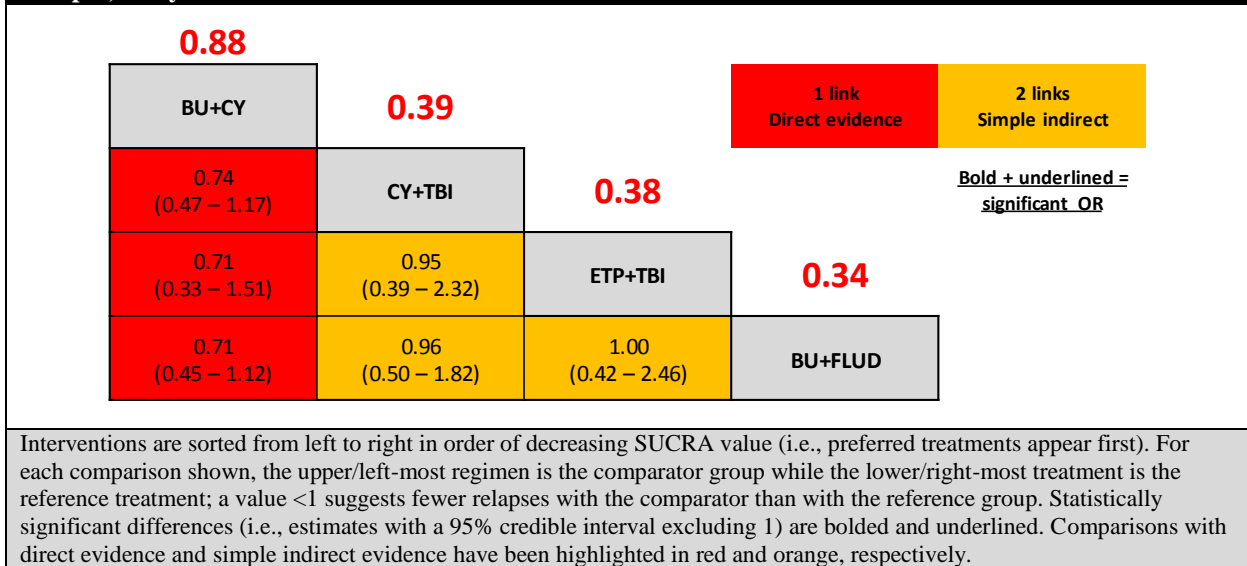 0.88
BU+CY
0.39
1 link
Direct evidence
2 links
Simple indirect
0.74
(0.47 – 1.17)
CY+TBI
0.38
Bold + underlined =
significant OR
0.71
(0.33 – 1.51)
0.95
(0.39 – 2.32)
ETP+TBI
0.34
0.71
(0.45 – 1.12)
0.96
(0.50 – 1.82)
1.00
(0.42 – 2.46)
BU+FLUD
Interventions are sorted from left to right in order of decreasing SUCRA value (i.e., preferred treatments appear first). For
each comparison shown, the upper/left-most regimen is the comparator group while the lower/right-most treatment is the
reference treatment; a value <1 suggests fewer relapses with the comparator than with the reference group. Statistically
significant differences (i.e., estimates with a 95% credible interval excluding 1) are bolded and underlined. Comparisons with
direct evidence and simple indirect evidence have been highlighted in red and orange, respectively.